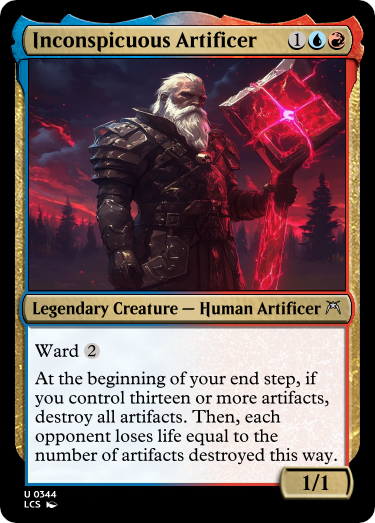 Inconspicuous Artificer 1
Legendary Creature — Human Artificer
Ward 2
At the beginning of your end step, if
you control thirteen or more artifacts,
destroy all artifacts. Then, each
opponent loses life equal to the
number of artifacts destroyed this way.
1/1
U 0344
LCS